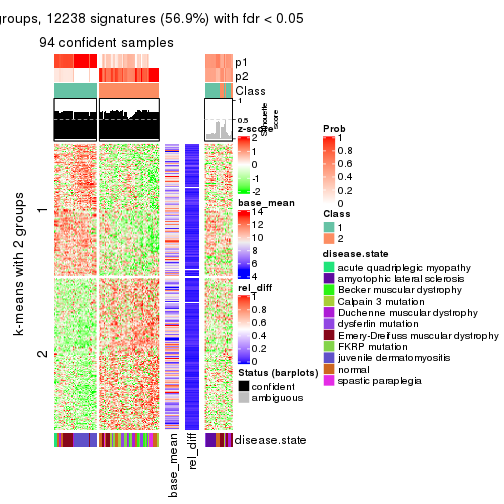 groups, 12238 signatures (56.9%) with fdr < 0.05
94 confident samples
p1
p2
Class
1
0.5
0
Silhouette
score
k-means with 2 groups
1
2
base_mean
rel_diff
disease.state
z-score
2
1
0
-1
-2
base_mean
14
12
10
8
6
4
rel_diff
1
0.8
0.6
0.4
0.2
0
Status (barplots)
confident
ambiguous
Prob
1
0.8
0.6
0.4
0.2
0
Class
1
2
disease.state
acute quadriplegic myopathy
amyotophic lateral sclerosis
Becker muscular dystrophy
Calpain 3 mutation
Duchenne muscular dystrophy
dysferlin mutation
Emery-Dreifuss muscular dystrophy
FKRP mutation
juvenile dermatomyositis
normal
spastic paraplegia